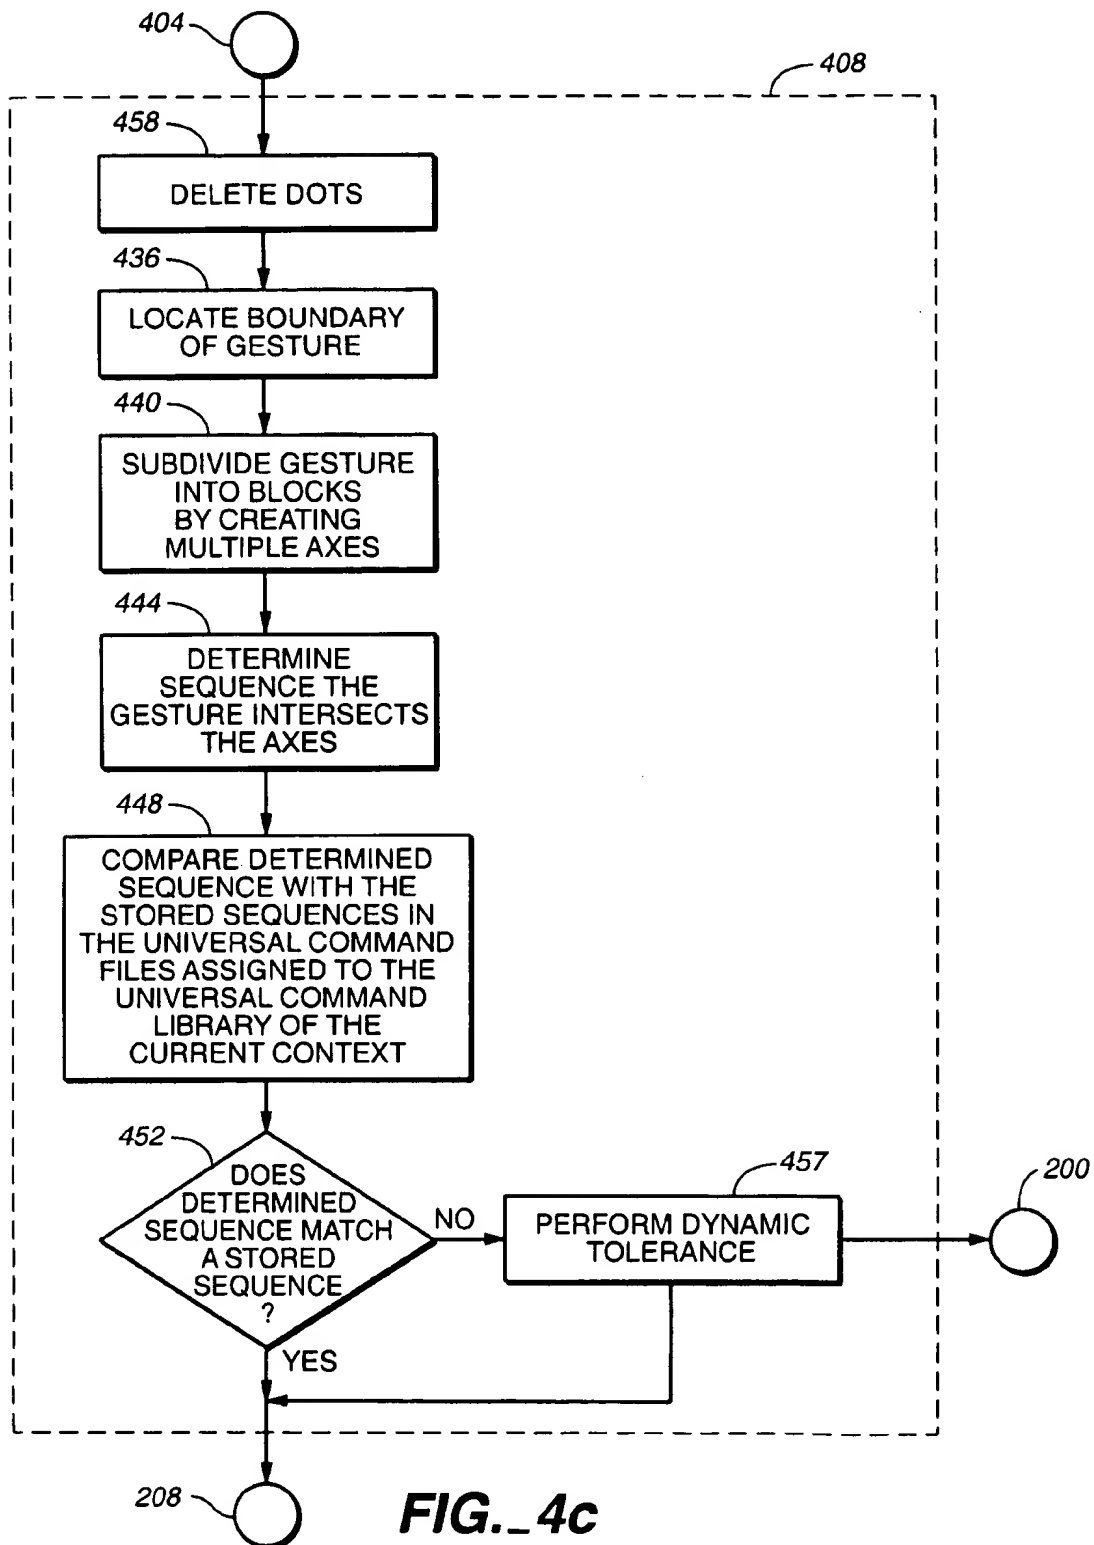 404
408
458
DELETE DOTS
436
LOCATE BOUNDARY
OF GESTURE
440
SUBDIVIDE GESTURE
INTO BLOCKS
BY CREATING
MULTIPLE AXES
444
DETERMINE
SEQUENCE THE
GESTURE INTERSECTS
THE AXES
448
COMPARE DETERMINED
SEQUENCE WITH THE
STORED SEQUENCES IN
THE UNIVERSAL COMMAND
FILES ASSIGNED TO THE
UNIVERSAL COMMAND
LIBRARY OF THE
CURRENT CONTEXT
452
DOES
DETERMINED
SEQUENCE MATCH
A STORED
SEQUENCE
?
NO
YES
457
PERFORM DYNAMIC
TOLERANCE
200
208
FIG._4c